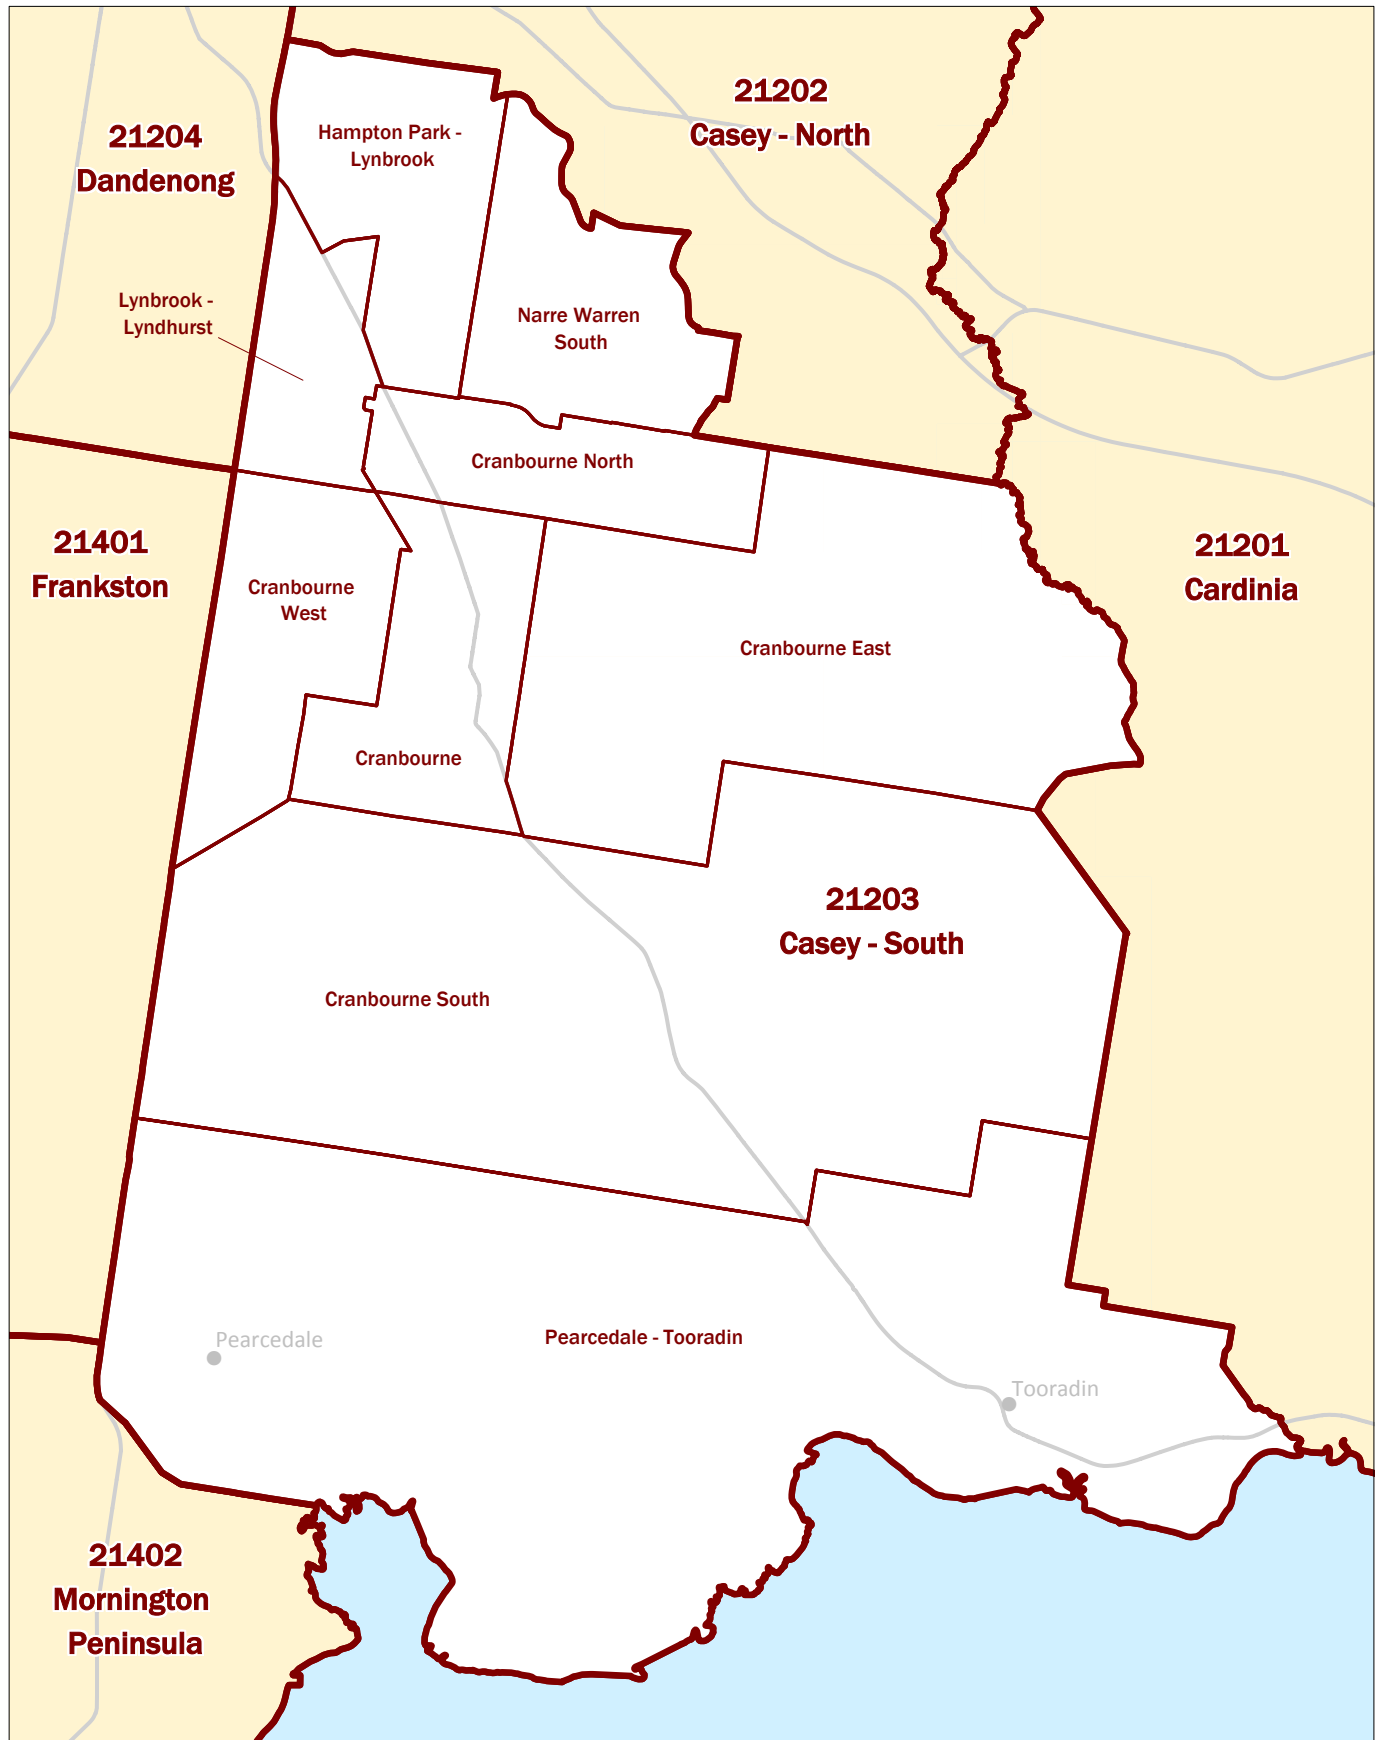 21202
Casey - North
21204
Dandenong
Hampton Park -
Lynbrook
Lynbrook -
Lyndhurst
Narre Warren
South
Cranbourne North
21401
Frankston
21201
Cardinia
Cranbourne
West
Cranbourne East
Cranbourne
21203
Casey - South
Cranbourne South
Pearcedale
Pearcedale - Tooradin
Tooradin
21402
Mornington
Peninsula